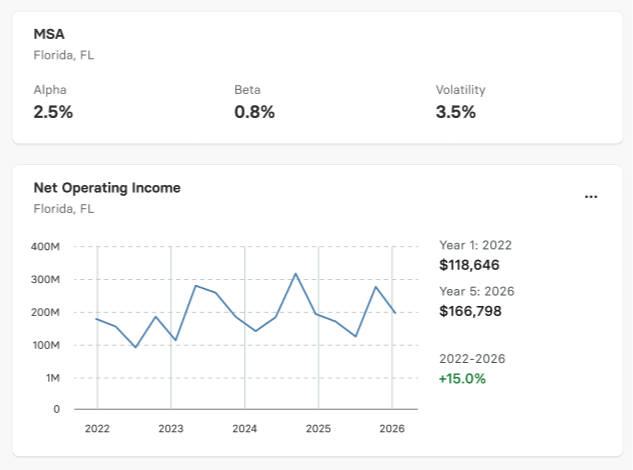 MSA
Florida, FL
Alpha Beta Volatility
2.5% 0.8% 3.5%
Net Operating Income
...
Florida, FL
400M
300M
200M
100M
1M
0
2022 2023 2024 2025 2026
Year 1: 2022
$118,646
Year 5: 2026
$166,798
2022-2026
+15.0%